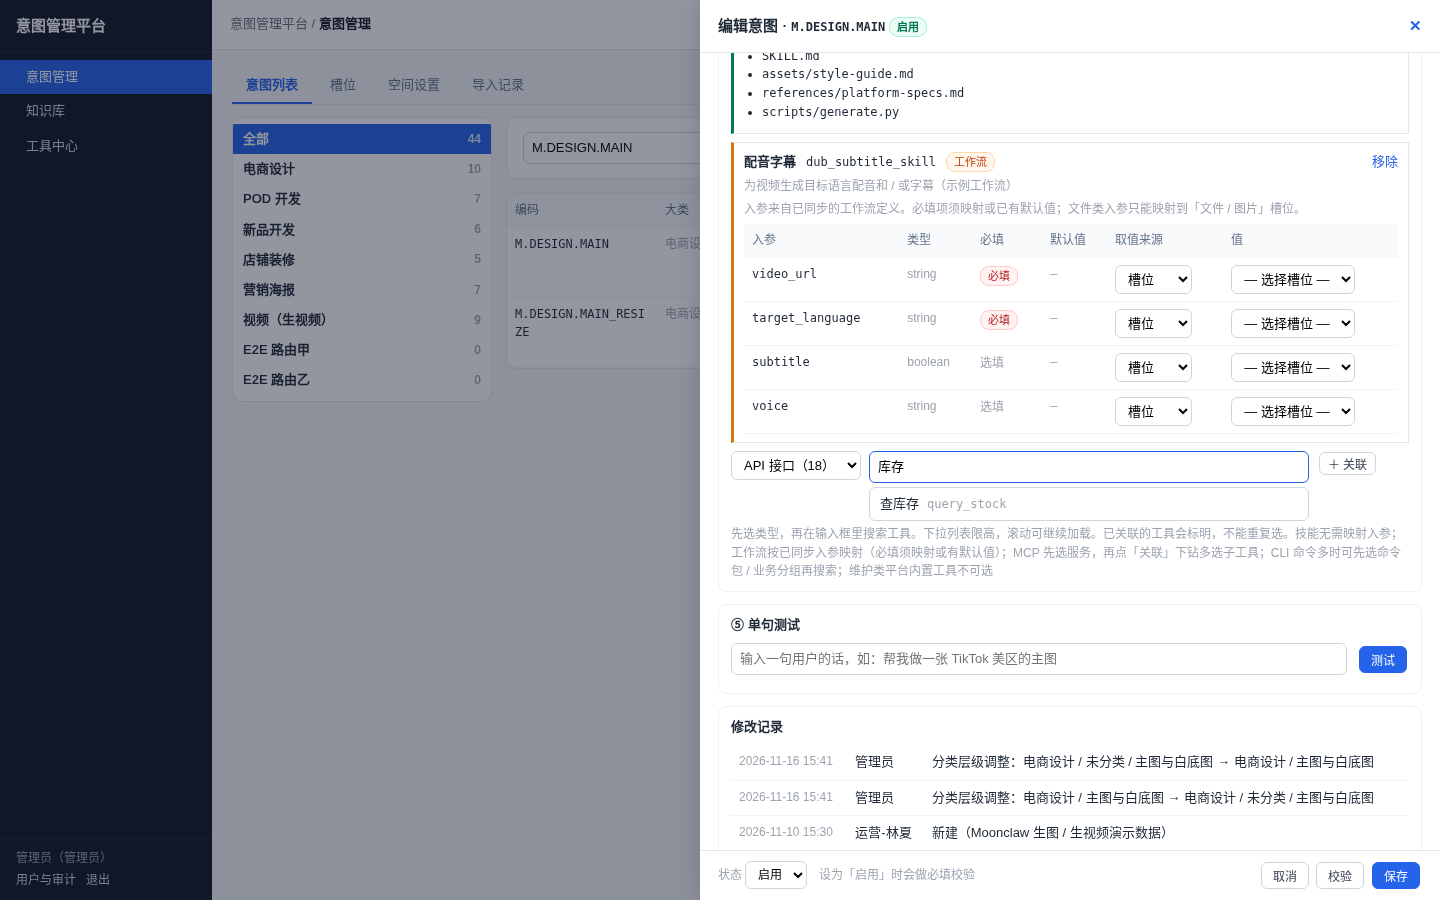 意图管理平台
意图管理
知识库
工具中心
管理员（管理员）
用户与审计 退出
意图管理平台 / 意图管理
意图列表 槽位 空间设置 导入记录
全部 44
电商设计 10
POD 开发 7
新品开发 6
店铺装修 5
营销海报 7
视频（生视频） 9
E2E 路由甲 0
E2E 路由乙 0
M.DESIGN.MAIN
编码 大类
M.DESIGN.MAIN 电商设
M.DESIGN.MAIN_RESI 电商设
ZE
编辑意图 · M.DESIGN.MAIN 启用 ✕
• SKILL.md
• assets/style-guide.md
• references/platform-specs.md
• scripts/generate.py
配音字幕 dub_subtitle_skill 工作流 移除
为视频生成目标语言配音和 / 或字幕（示例工作流）
入参来自已同步的工作流定义。必填项须映射或已有默认值；文件类入参只能映射到「文件 / 图片」槽位。
入参 类型 必填 默认值 取值来源 值
video_url string 必填 — 槽位 — 选择槽位 —
target_language string 必填 — 槽位 — 选择槽位 —
subtitle boolean 选填 — 槽位 — 选择槽位 —
voice string 选填 — 槽位 — 选择槽位 —
API 接口（18） 库存 ＋ 关联
查库存 query_stock
先选类型，再在输入框里搜索工具。下拉列表限高，滚动可继续加载。已关联的工具会标明，不能重复选。技能无需映射入参；
工作流按已同步入参映射（必填须映射或有默认值）；MCP 先选服务，再点「关联」下钻多选子工具；CLI 命令多时可先选命令
包 / 业务分组再搜索；维护类平台内置工具不可选
⑤ 单句测试
输入一句用户的话，如：帮我做一张 TikTok 美区的主图 测试
修改记录
2026-11-16 15:41 管理员 分类层级调整：电商设计 / 未分类 / 主图与白底图 → 电商设计 / 主图与白底图
2026-11-16 15:41 管理员 分类层级调整：电商设计 / 主图与白底图 → 电商设计 / 未分类 / 主图与白底图
2026-11-10 15:30 运营-林夏 新建（Moonclaw 生图 / 生视频演示数据）
状态 启用 设为「启用」时会做必填校验 取消 校验 保存